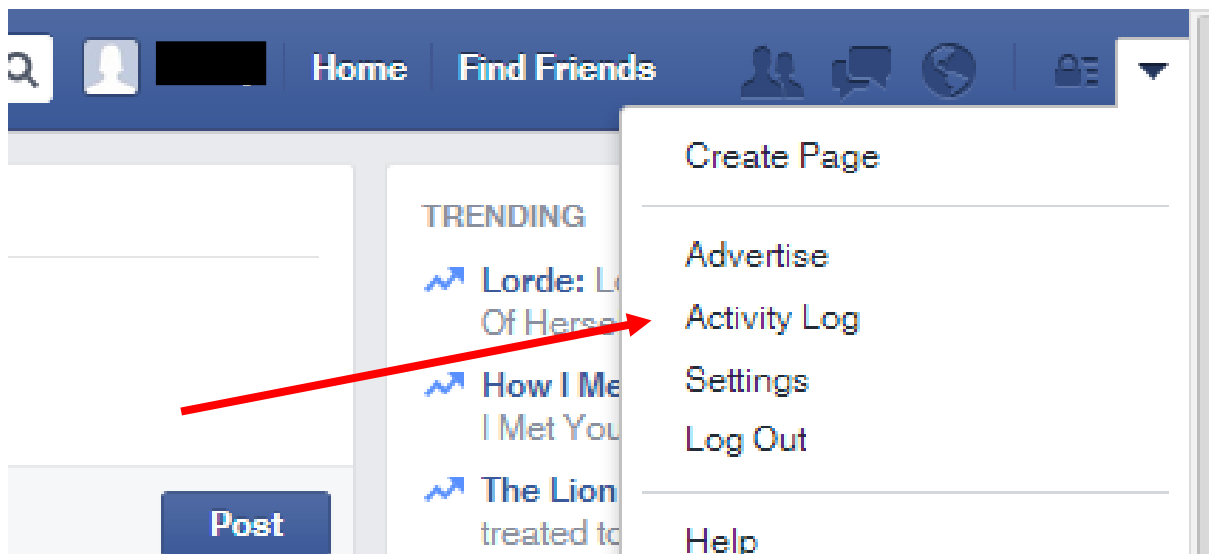 Home Find Friends
Create Page
Advertise
Activity Log
Settings
Log Out
Help
TRENDING
Lorde:
Of Herse
How I Me
I Met You
The Lion
treated to
Post